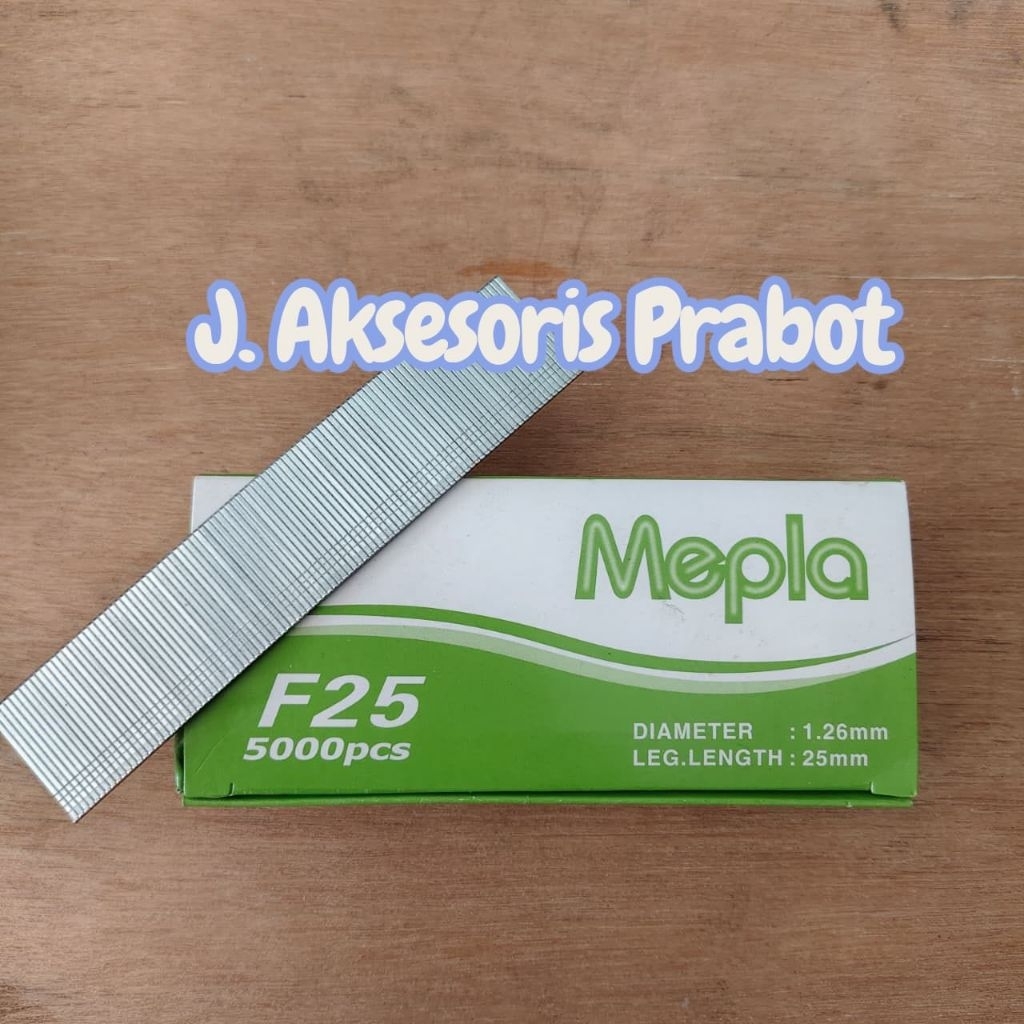 J. Aksesoris Prabot
Mepla
F25
5000pcs
DIAMETER : 1.26mm
LEG.LENGTH : 25mm